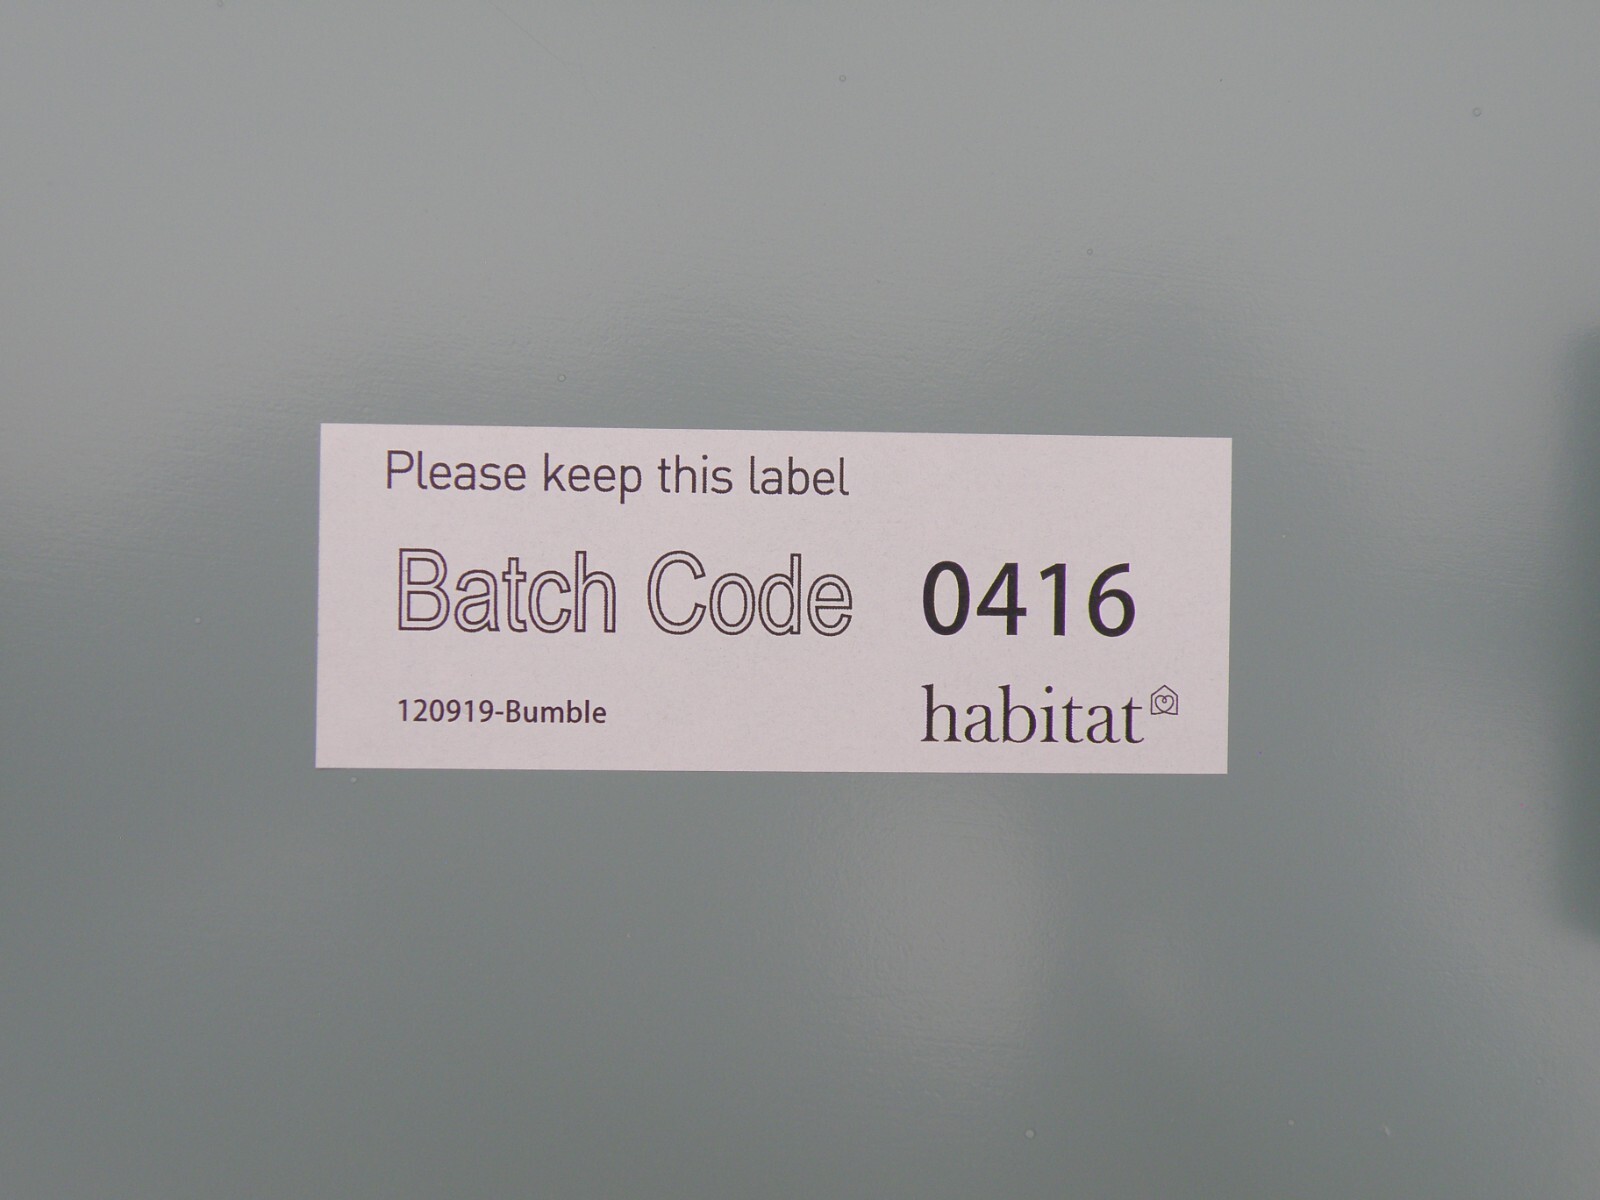 Please keep this label
Batch Code 0416
120919-Bumble habitat